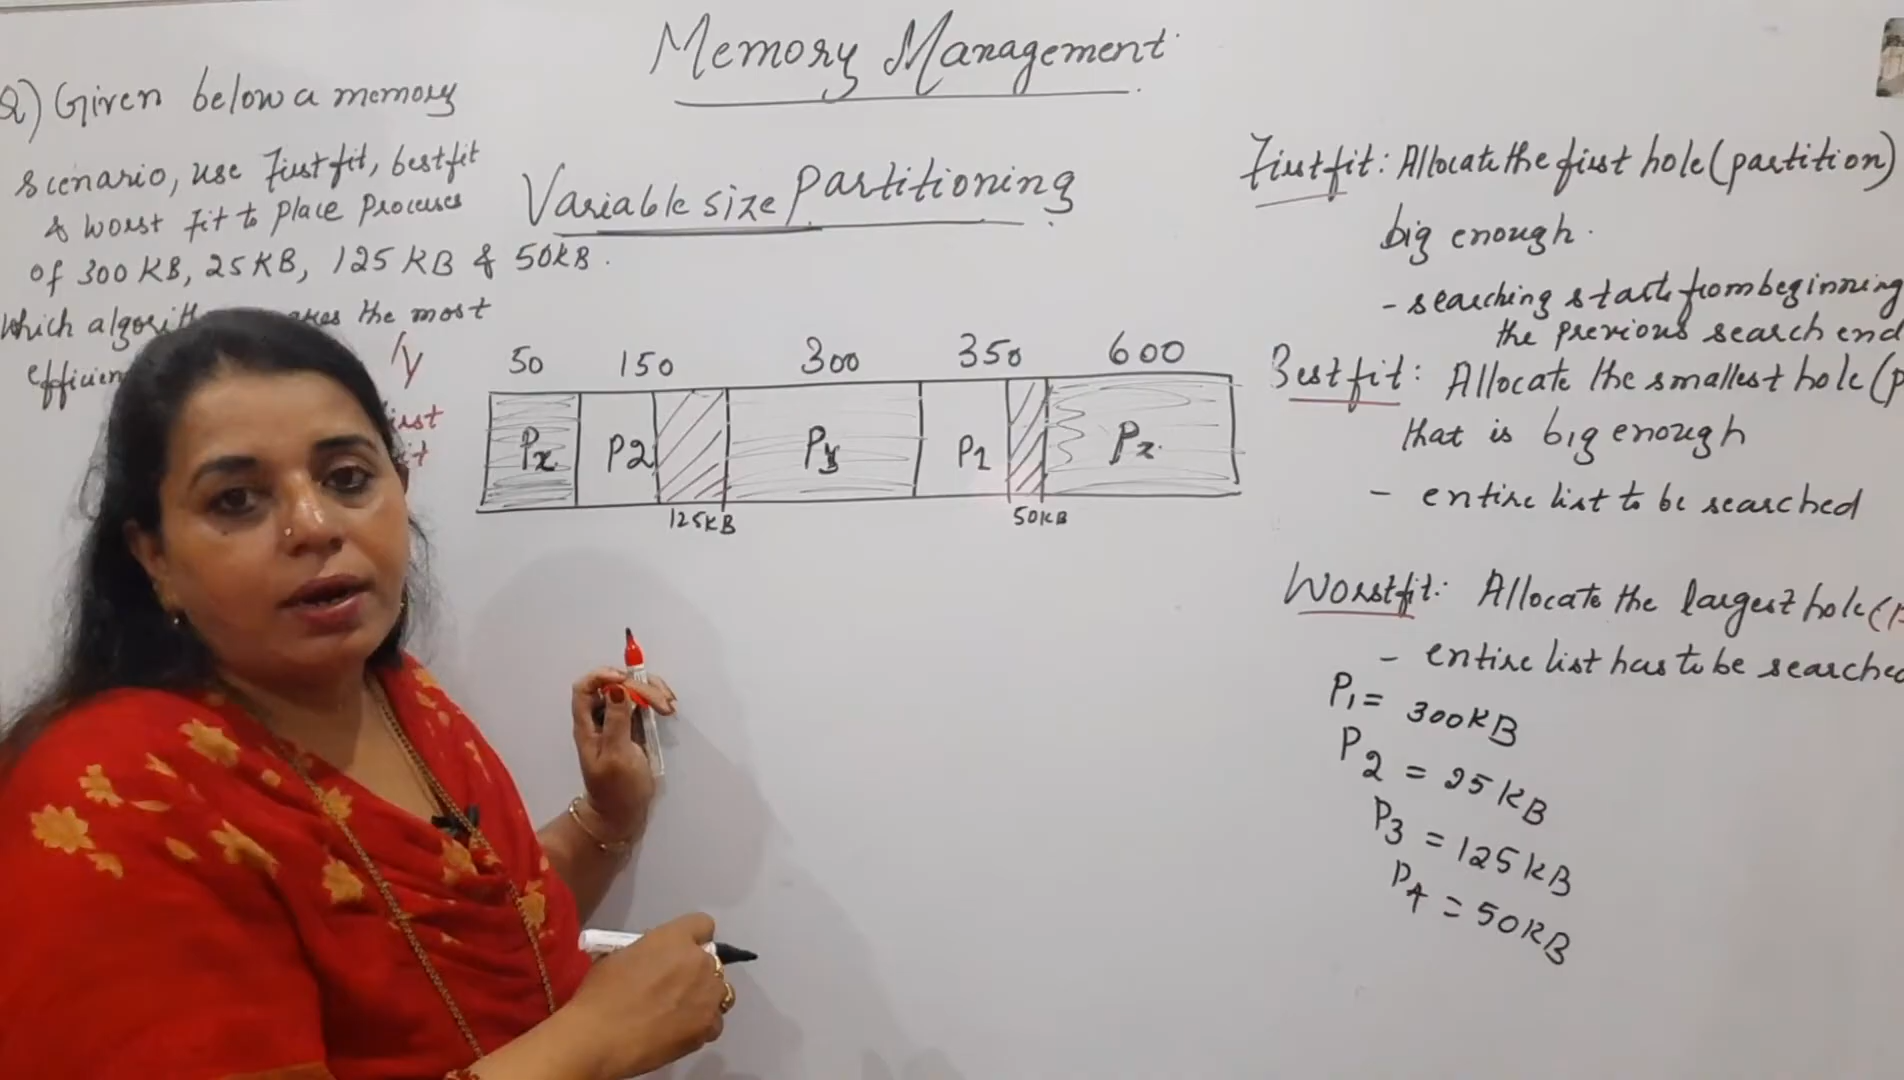 Memory Management
Q) Given below a memory
scenario, use First fit, best fit
& worst fit to place Processes
of 300 KB, 25 KB, 125 KB & 50 KB.
Which the most
Variable size Partitioning
50 150 300 350 600
Px P2 Py P1 Pz
125KB 50KB
First fit: Allocate the first hole (partition)
big enough.
- searching starts from beginning
the previous search end
Best fit: Allocate the smallest hole (P
that is big enough
- entire list to be searched
Worst fit: Allocate the largest hole (
- entire list has to be searched
P1 = 300KB
P2 = 25KB
P3 = 125KB
P4 = 50KB